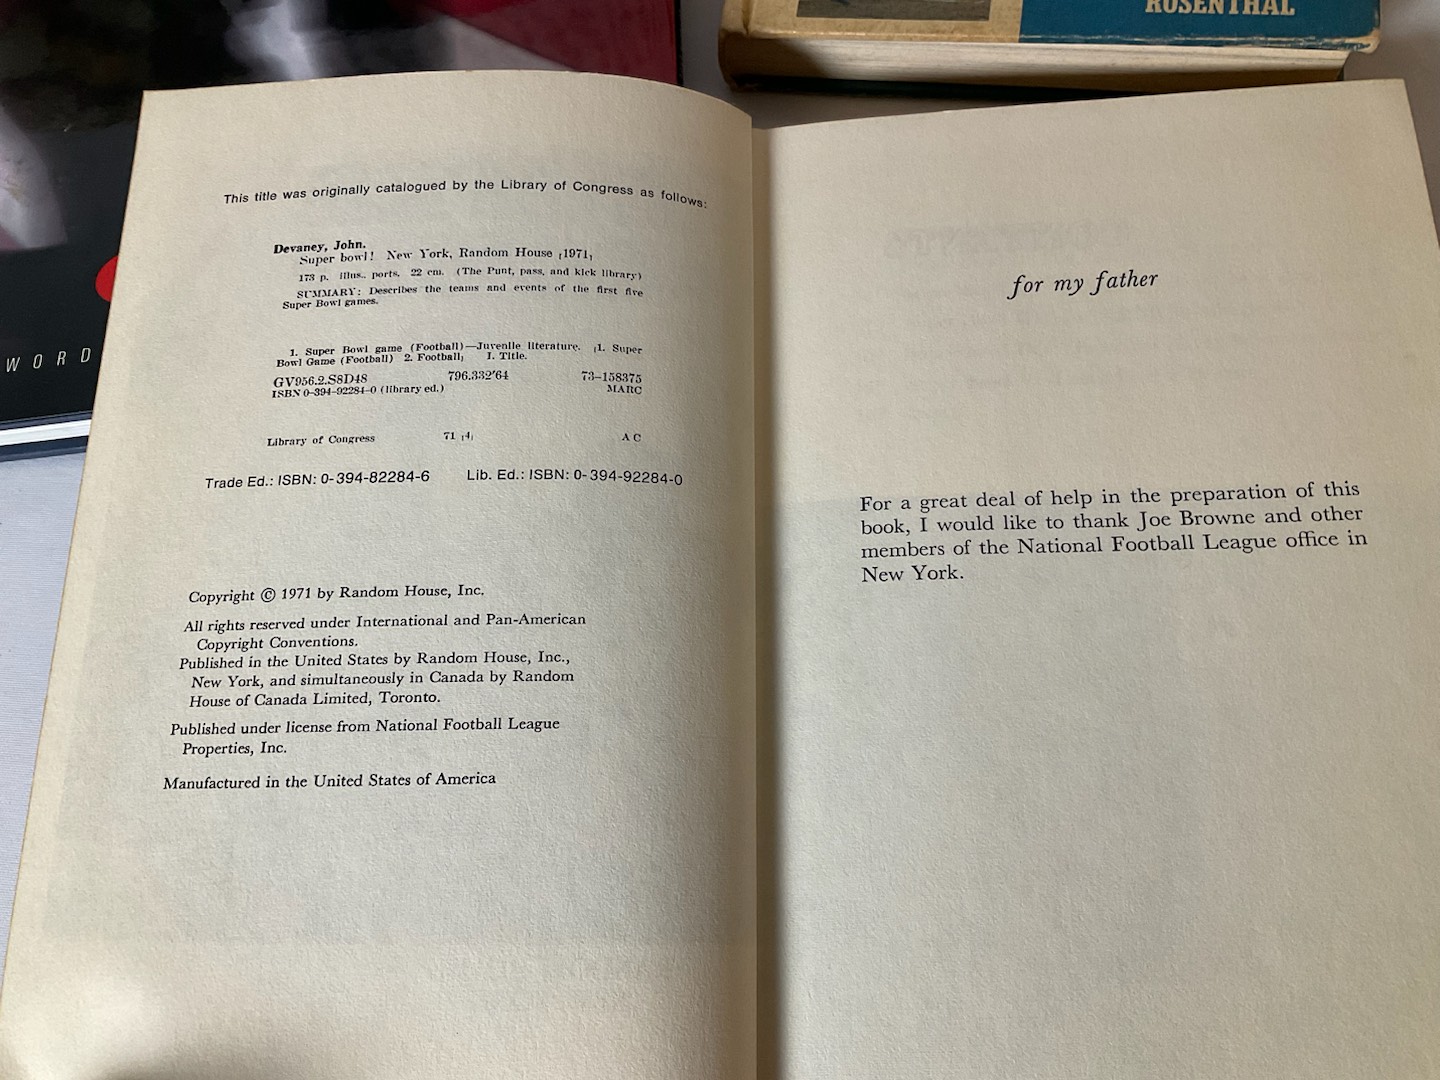 ROSENTHAL
WORD
This title was originally catalogued by the Library of Congress as follows:
Devaney, John.
Super bowl! New York, Random House [1971]
173 p. illus., ports. 22 cm. (The Punt, pass, and kick library)
SUMMARY: Describes the teams and events of the first five
Super Bowl games.
1. Super Bowl game (Football)—Juvenile literature. [1. Super
Bowl Game (Football) 2. Football] I. Title.
GV956.2.S8D48 796.332'64 73-158375
ISBN 0-394-92284-0 (library ed.) MARC
Library of Congress 71 [4] A C
Trade Ed.: ISBN: 0-394-82284-6 Lib. Ed.: ISBN: 0-394-92284-0
Copyright © 1971 by Random House, Inc.
All rights reserved under International and Pan-American
Copyright Conventions.
Published in the United States by Random House, Inc.,
New York, and simultaneously in Canada by Random
House of Canada Limited, Toronto.
Published under license from National Football League
Properties, Inc.
Manufactured in the United States of America
for my father
For a great deal of help in the preparation of this
book, I would like to thank Joe Browne and other
members of the National Football League office in
New York.